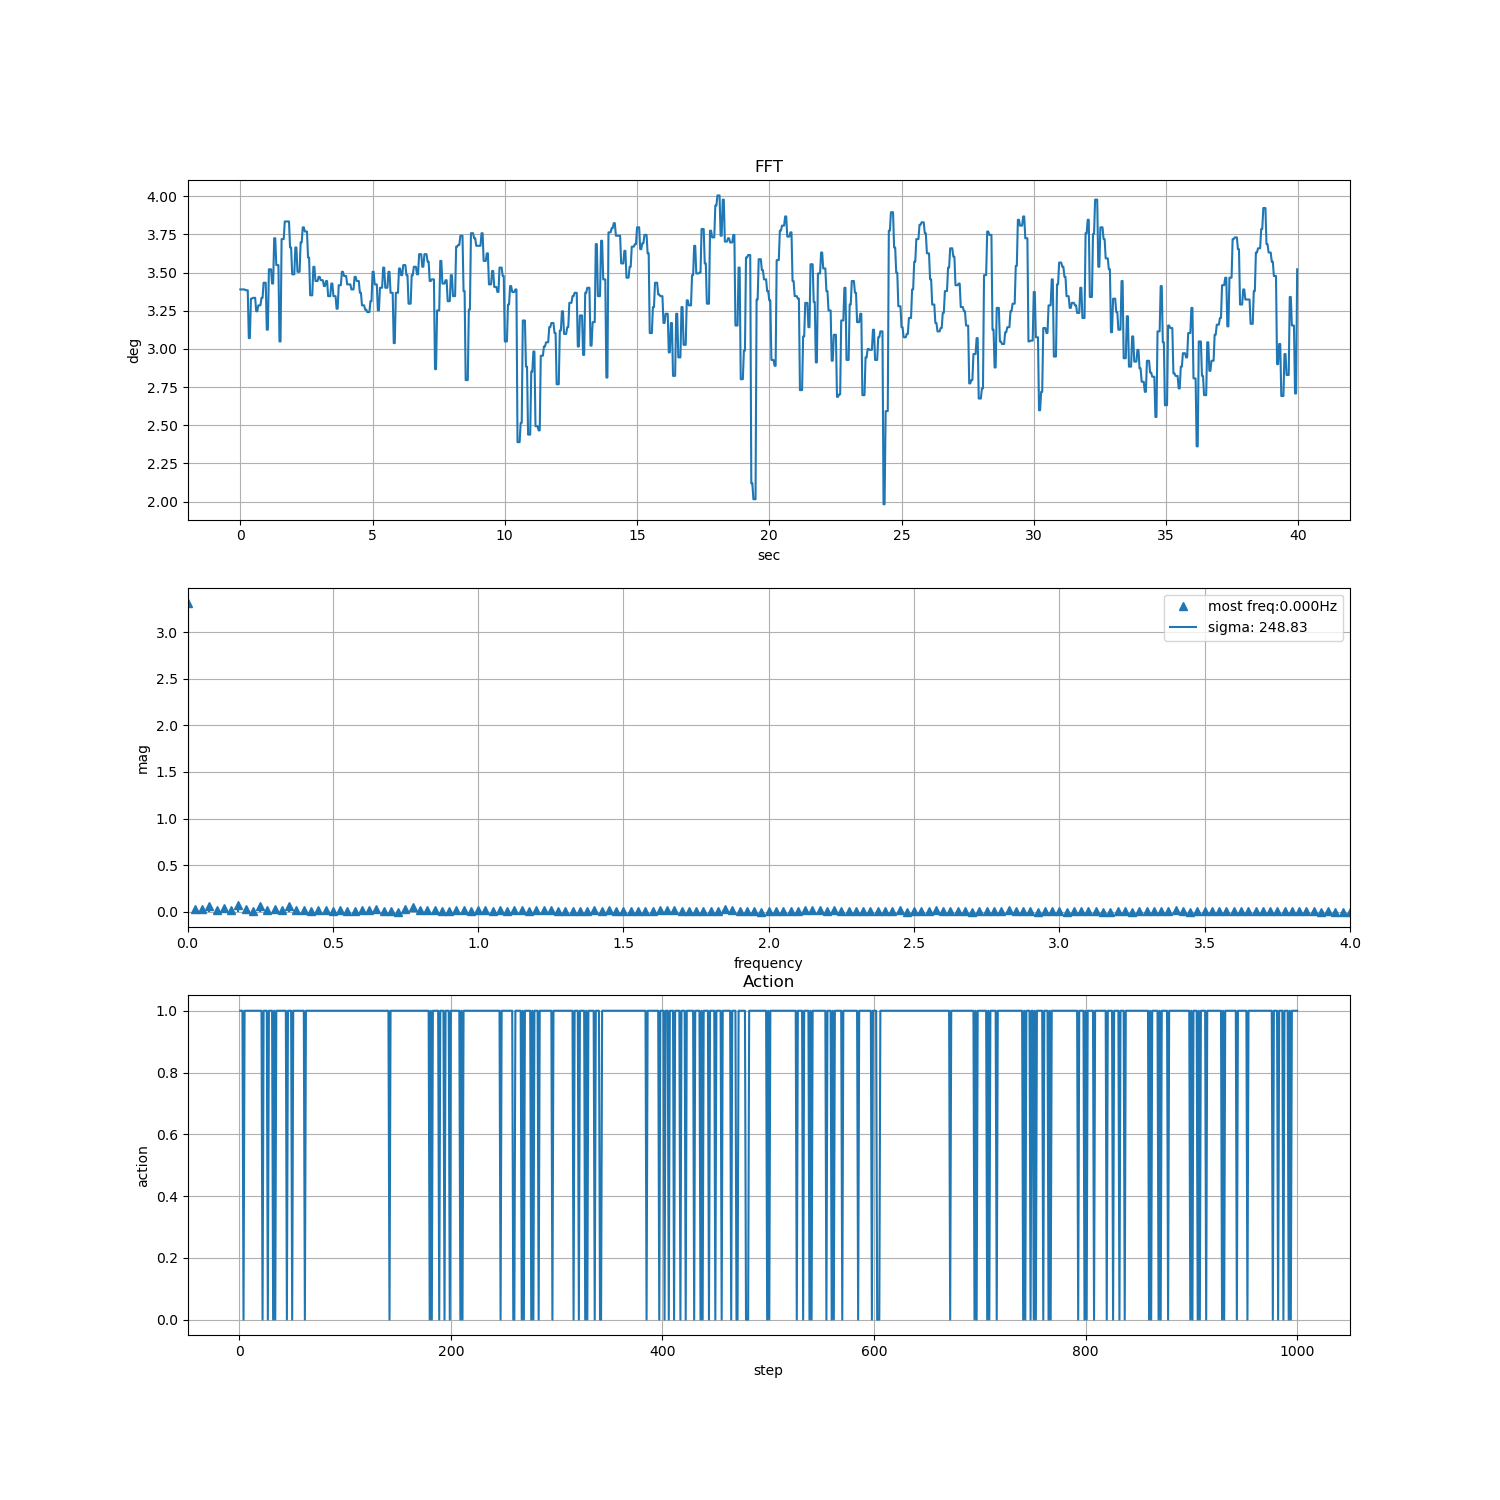 FFT
4.00
3.75
3.50
3.25
3.00
2.75
2.50
2.25
2.00
deg
0 5 10 15 20 25 30 35 40
sec
most freq:0.000Hz
sigma: 248.83
3.0
2.5
2.0
1.5
1.0
0.5
0.0
mag
0.0 0.5 1.0 1.5 2.0 2.5 3.0 3.5 4.0
frequency
Action
1.0
0.8
0.6
0.4
0.2
0.0
action
0 200 400 600 800 1000
step